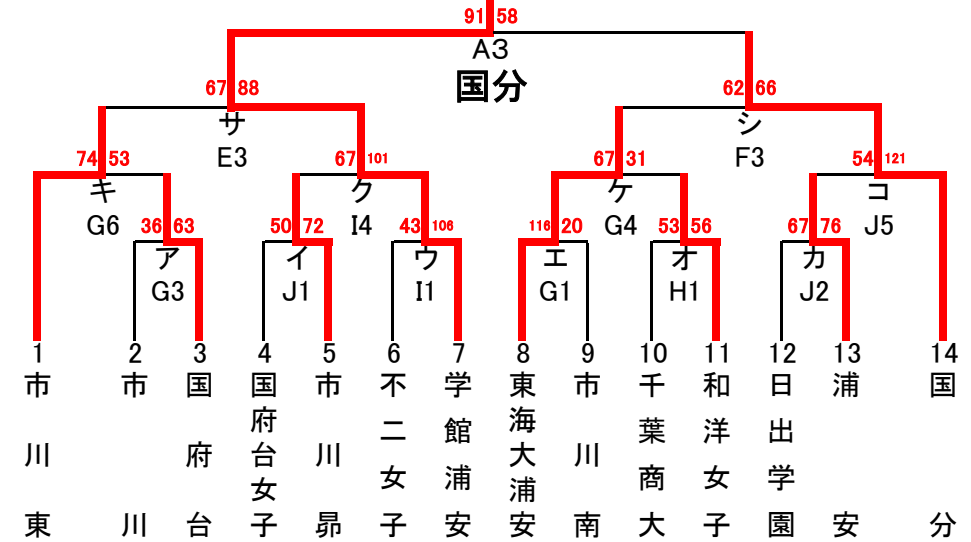 91 58
A3
国分
67 88
サ
E3
62 66
シ
F3
74 53
キ
G6
67 101
ク
I4
67 31
ケ
G4
54 121
コ
J5
36 63
ア
G3
50 72
イ
J1
43 106
ウ
I1
116 20
エ
G1
53 56
オ
H1
67 76
カ
J2
1 2 3 4 5 6 7 8 9 10 11 12 13 14
市川東
市川
国府台
国府台女子
市川昴
不二女子
学館浦安
東海大浦安
市川南
千葉商大
和洋女子
日出学園
浦安
国分